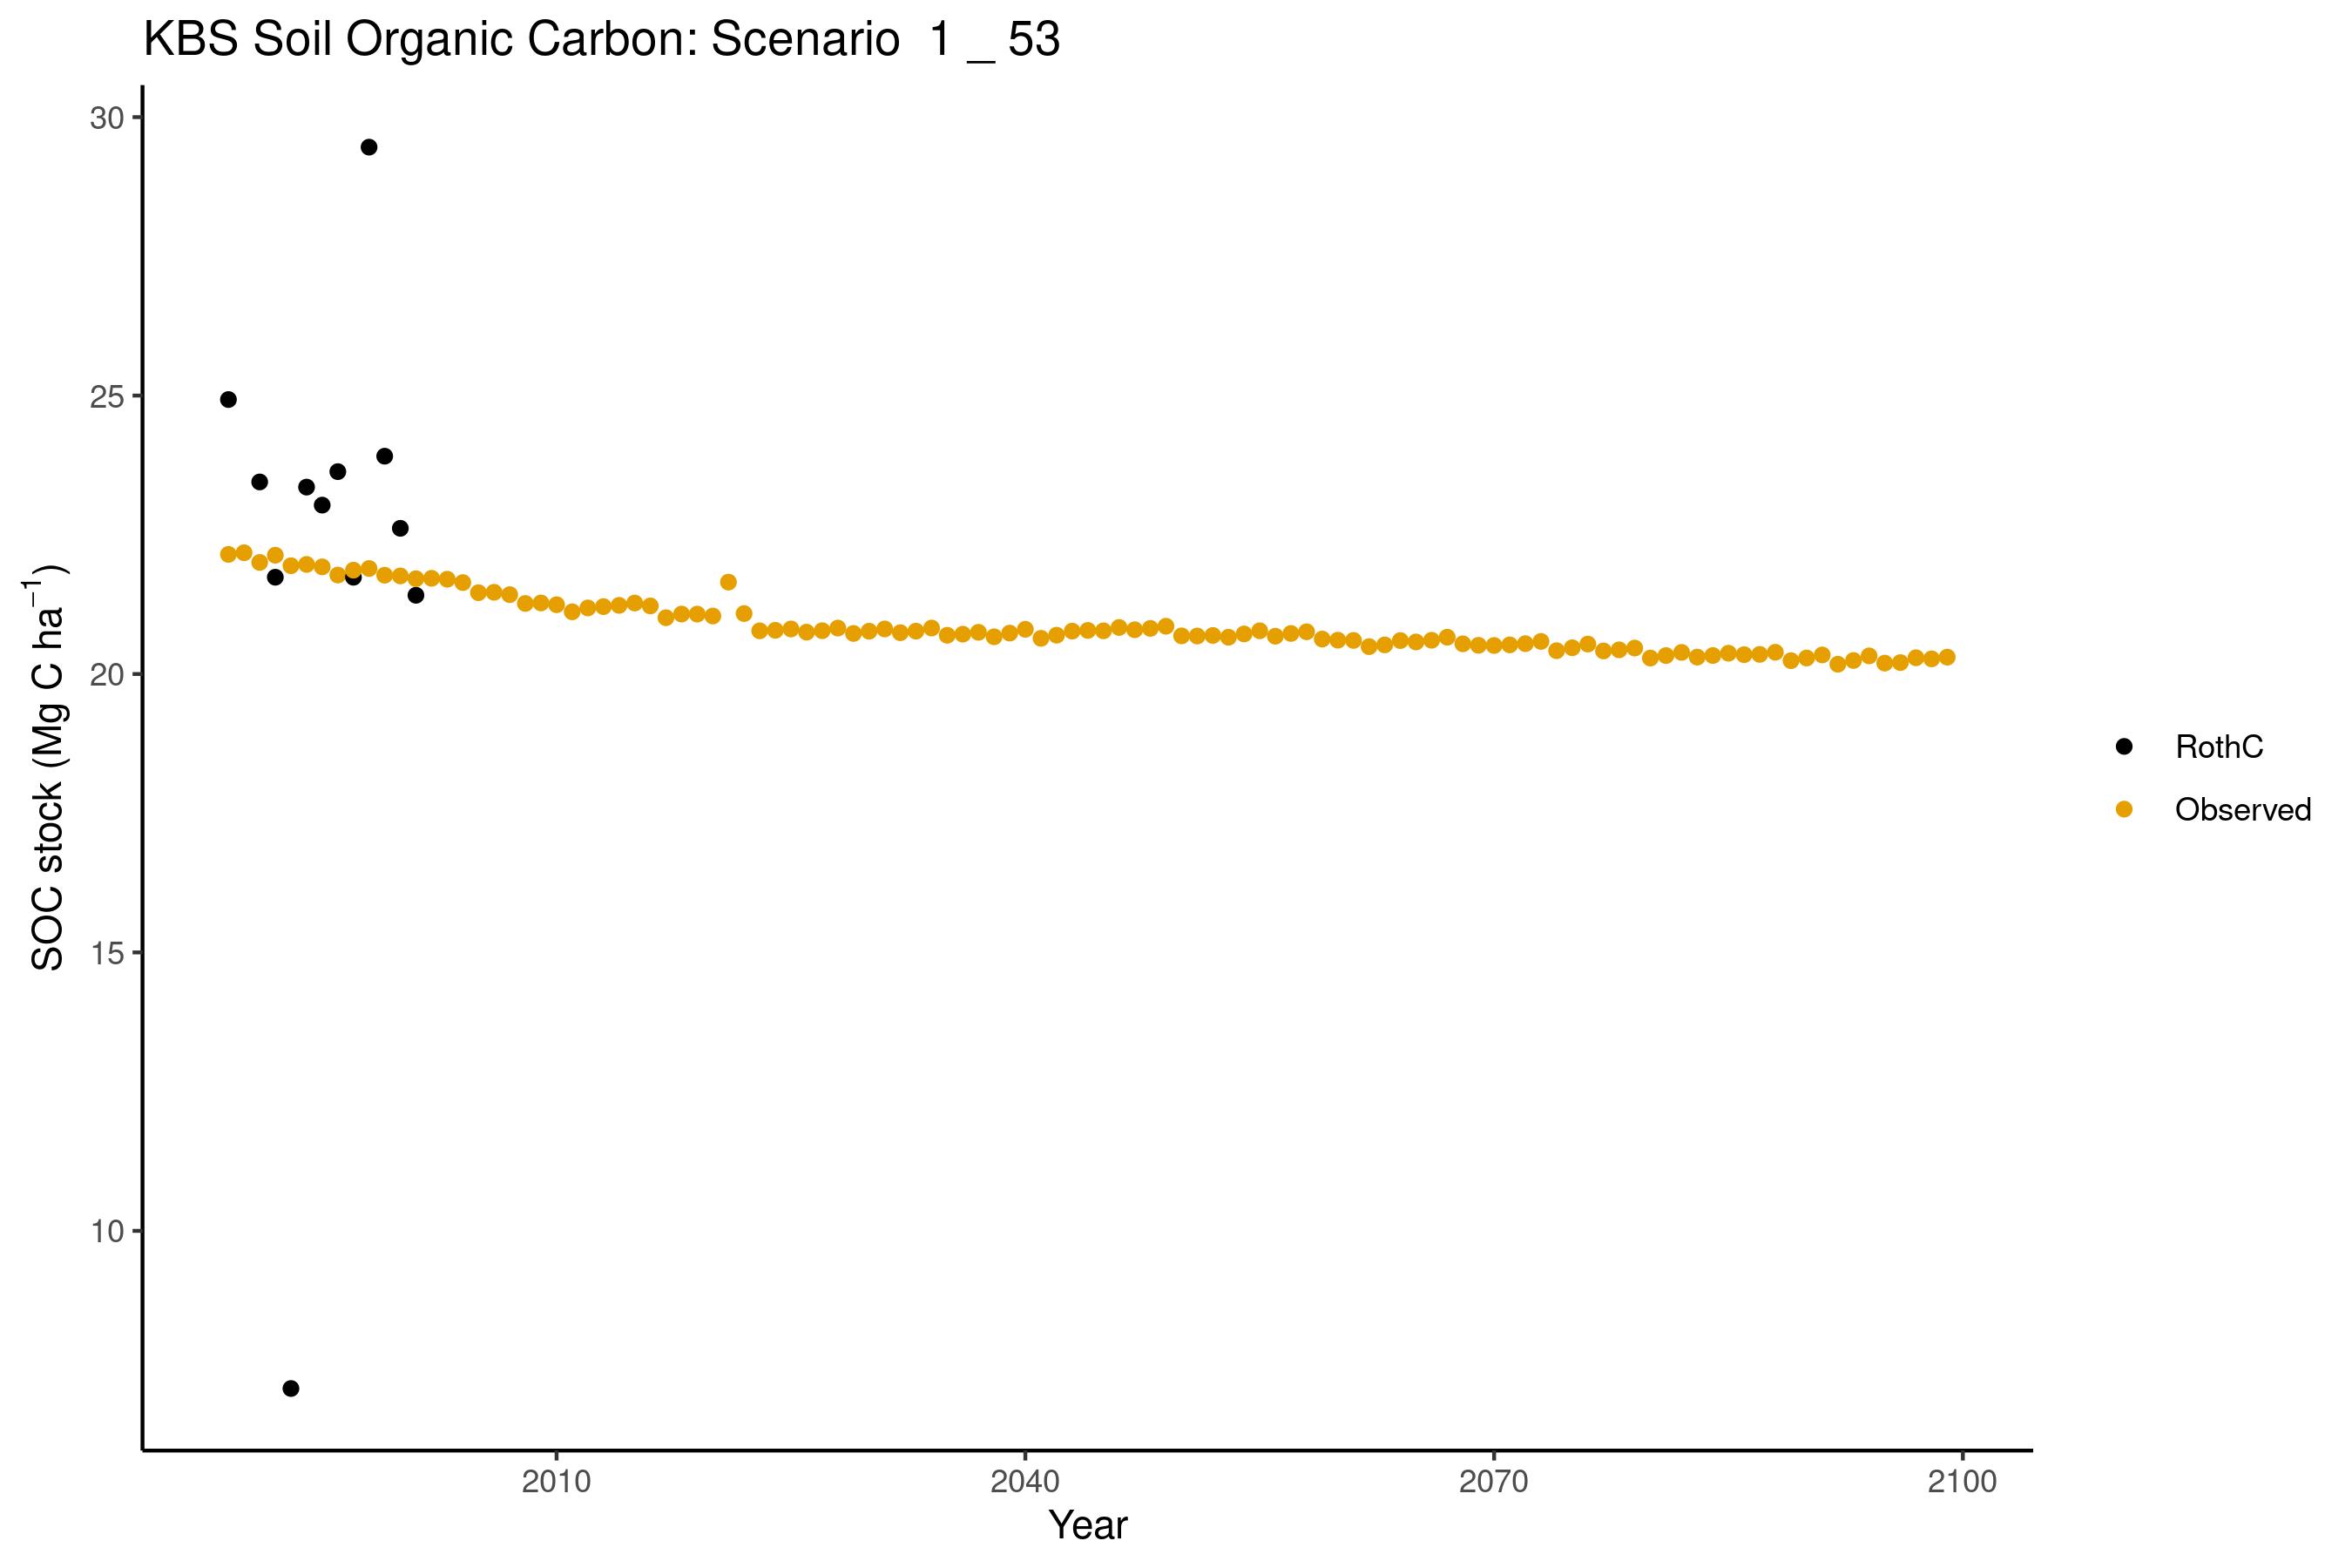 KBS Soil Organic Carbon: Scenario  1 _ 53
30
25
20
15
10
SOC stock (Mg C ha⁻¹)
2010 2040 2070 2100
Year
RothC
Observed